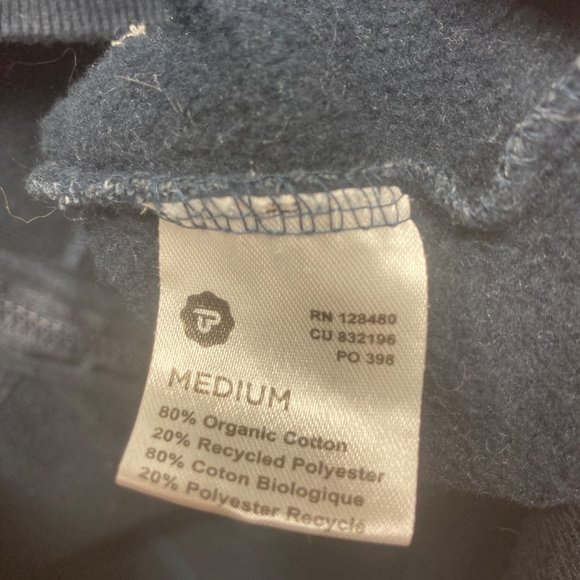 RN 128480
CU 832196
PO 398
MEDIUM
80% Organic Cotton
20% Recycled Polyester
80% Coton Biologique
20% Polyester Recyclé